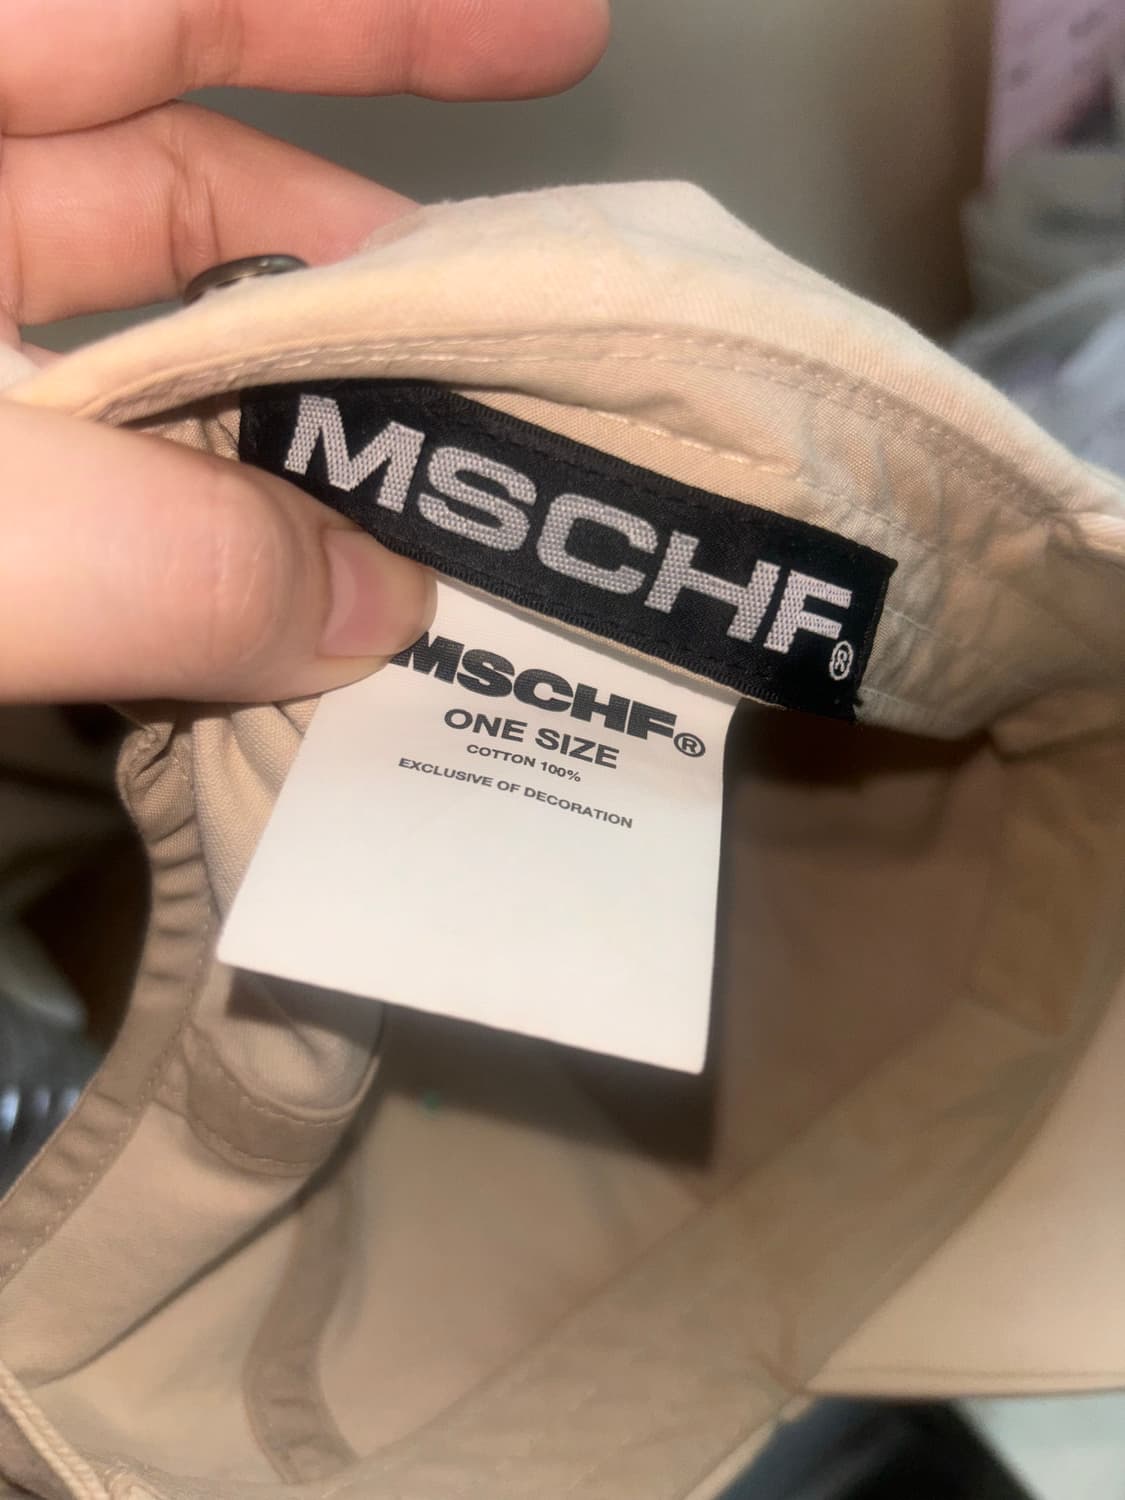 MSCHF®
MSCHF®
ONE SIZE
COTTON 100%
EXCLUSIVE OF DECORATION